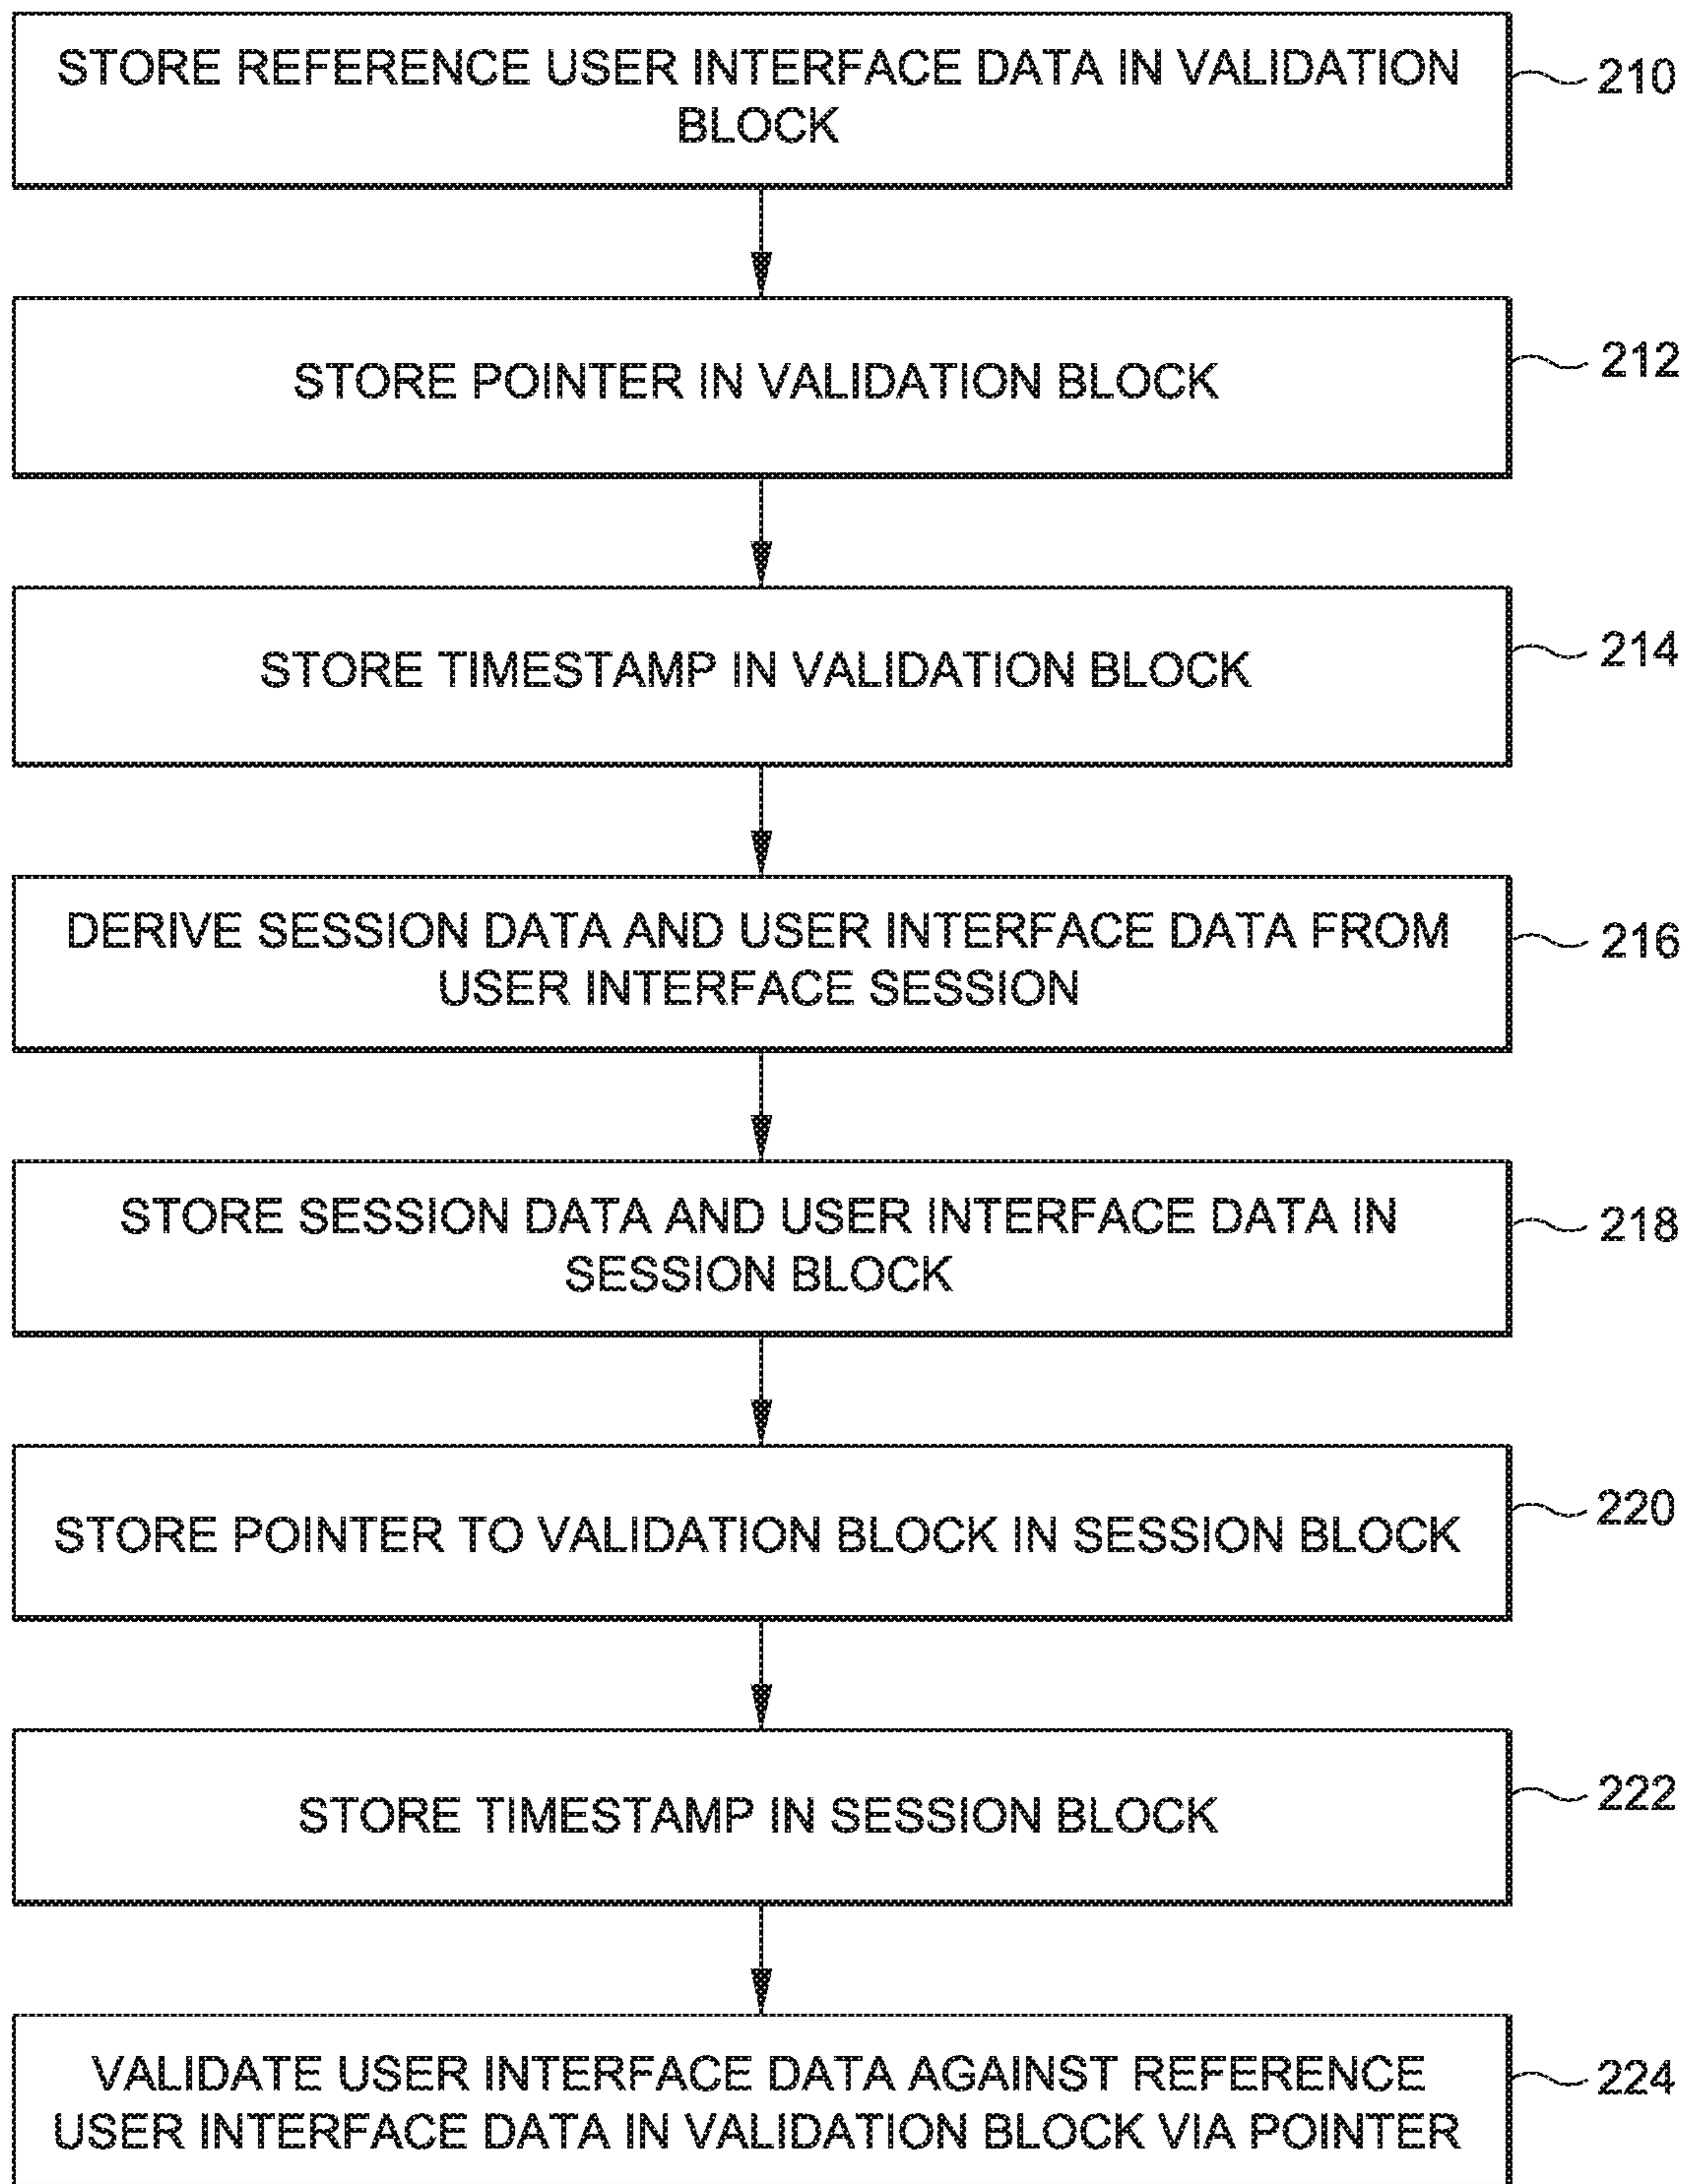 STORE REFERENCE USER INTERFACE DATA IN VALIDATION
BLOCK
210
STORE POINTER IN VALIDATION BLOCK
212
STORE TIMESTAMP IN VALIDATION BLOCK
214
DERIVE SESSION DATA AND USER INTERFACE DATA FROM
USER INTERFACE SESSION
216
STORE SESSION DATA AND USER INTERFACE DATA IN
SESSION BLOCK
218
STORE POINTER TO VALIDATION BLOCK IN SESSION BLOCK
220
STORE TIMESTAMP IN SESSION BLOCK
222
VALIDATE USER INTERFACE DATA AGAINST REFERENCE
USER INTERFACE DATA IN VALIDATION BLOCK VIA POINTER
224